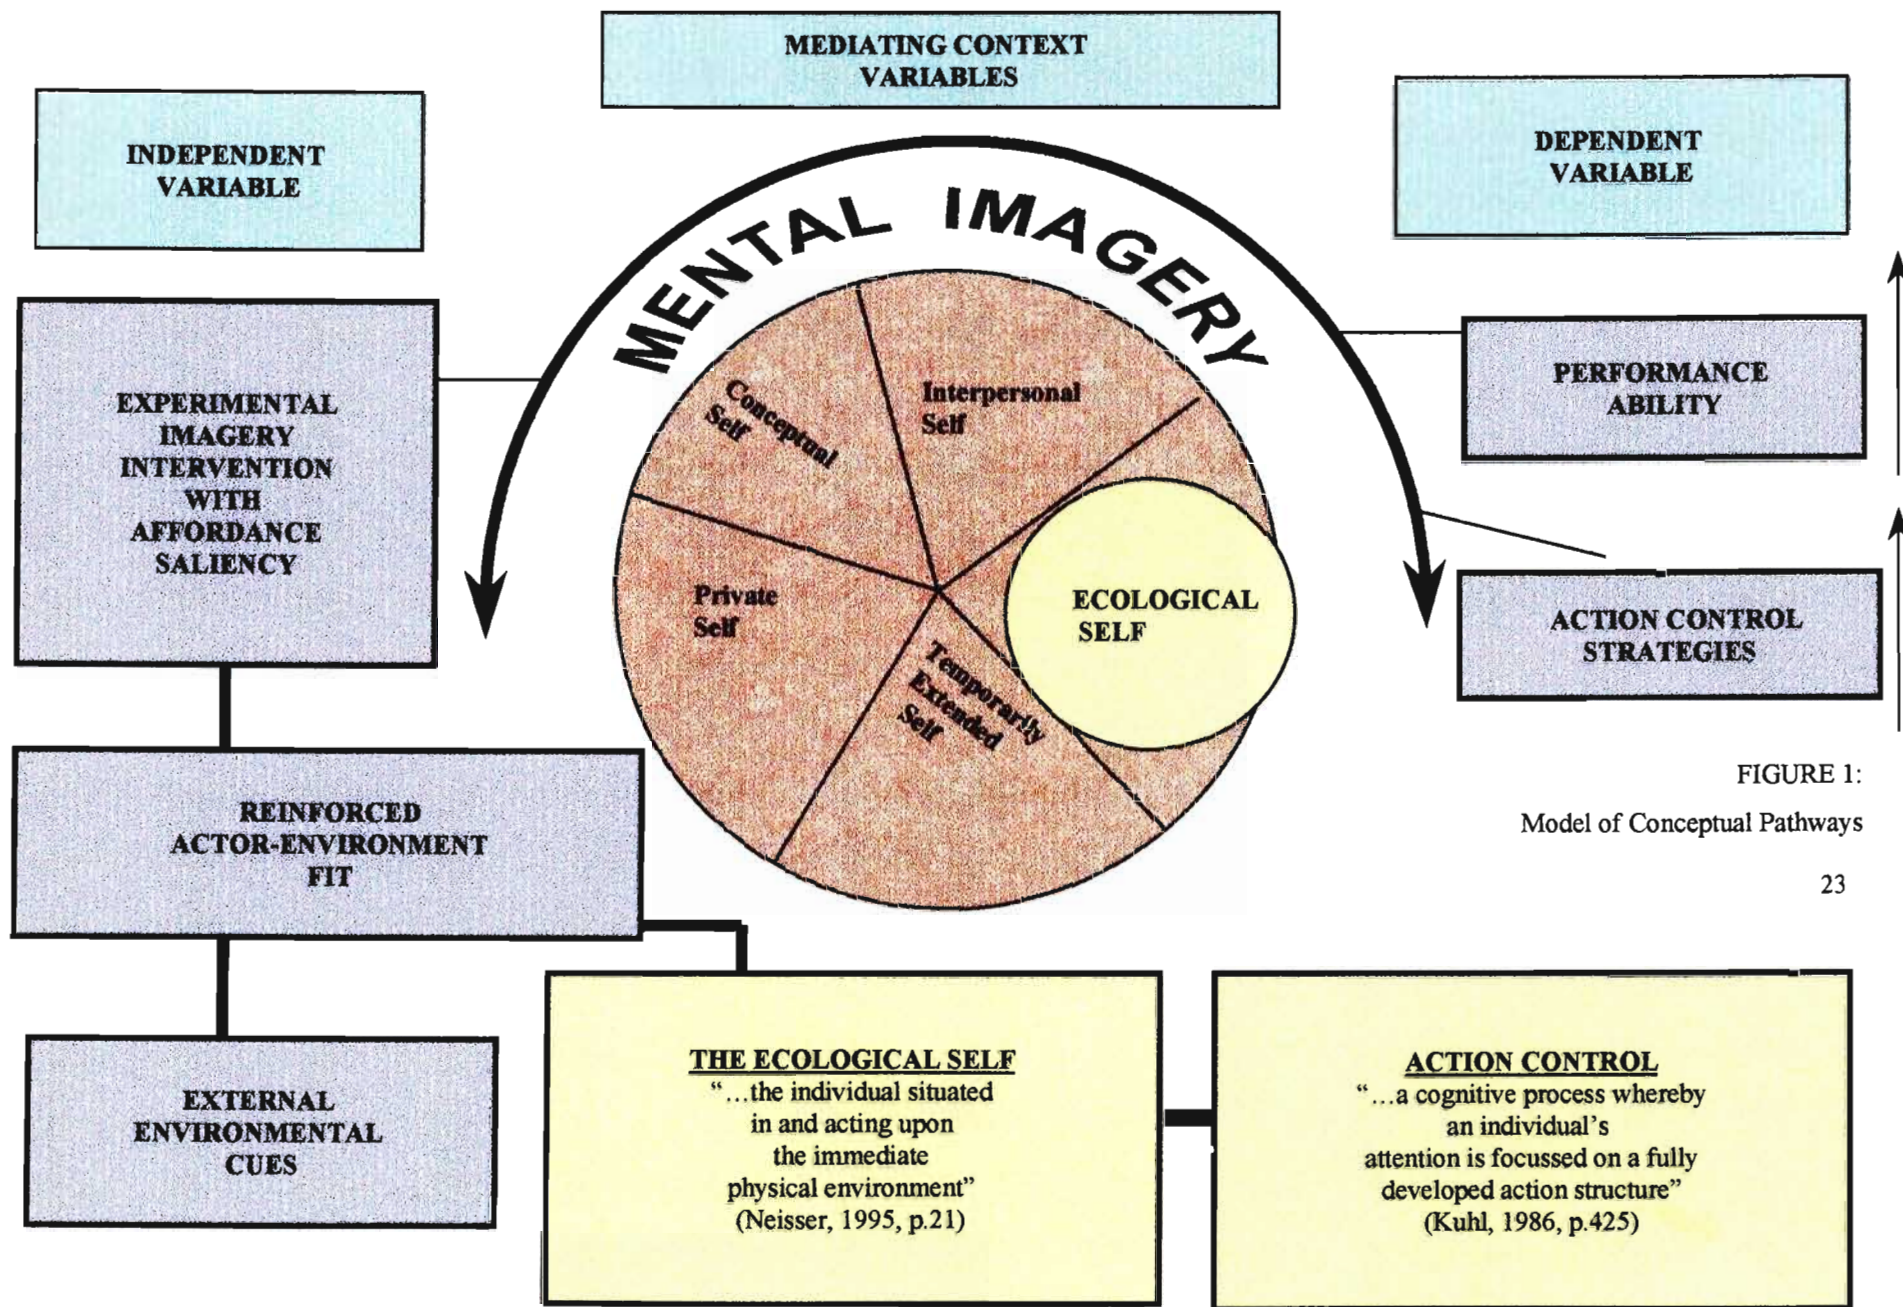 MEDIATING CONTEXT
VARIABLES
INDEPENDENT
VARIABLE
DEPENDENT
VARIABLE
MENTAL IMAGERY
EXPERIMENTAL
IMAGERY
INTERVENTION
WITH
AFFORDANCE
SALIENCY
Conceptual
Self
Interpersonal
Self
Private
Self
Temporarily
Extended
Self
ECOLOGICAL
SELF
PERFORMANCE
ABILITY
ACTION CONTROL
STRATEGIES
FIGURE 1:
Model of Conceptual Pathways
23
REINFORCED
ACTOR-ENVIRONMENT
FIT
EXTERNAL
ENVIRONMENTAL
CUES
THE ECOLOGICAL SELF
“…the individual situated
in and acting upon
the immediate
physical environment”
(Neisser, 1995, p.21)
ACTION CONTROL
“…a cognitive process whereby
an individual’s
attention is focussed on a fully
developed action structure”
(Kuhl, 1986, p.425)